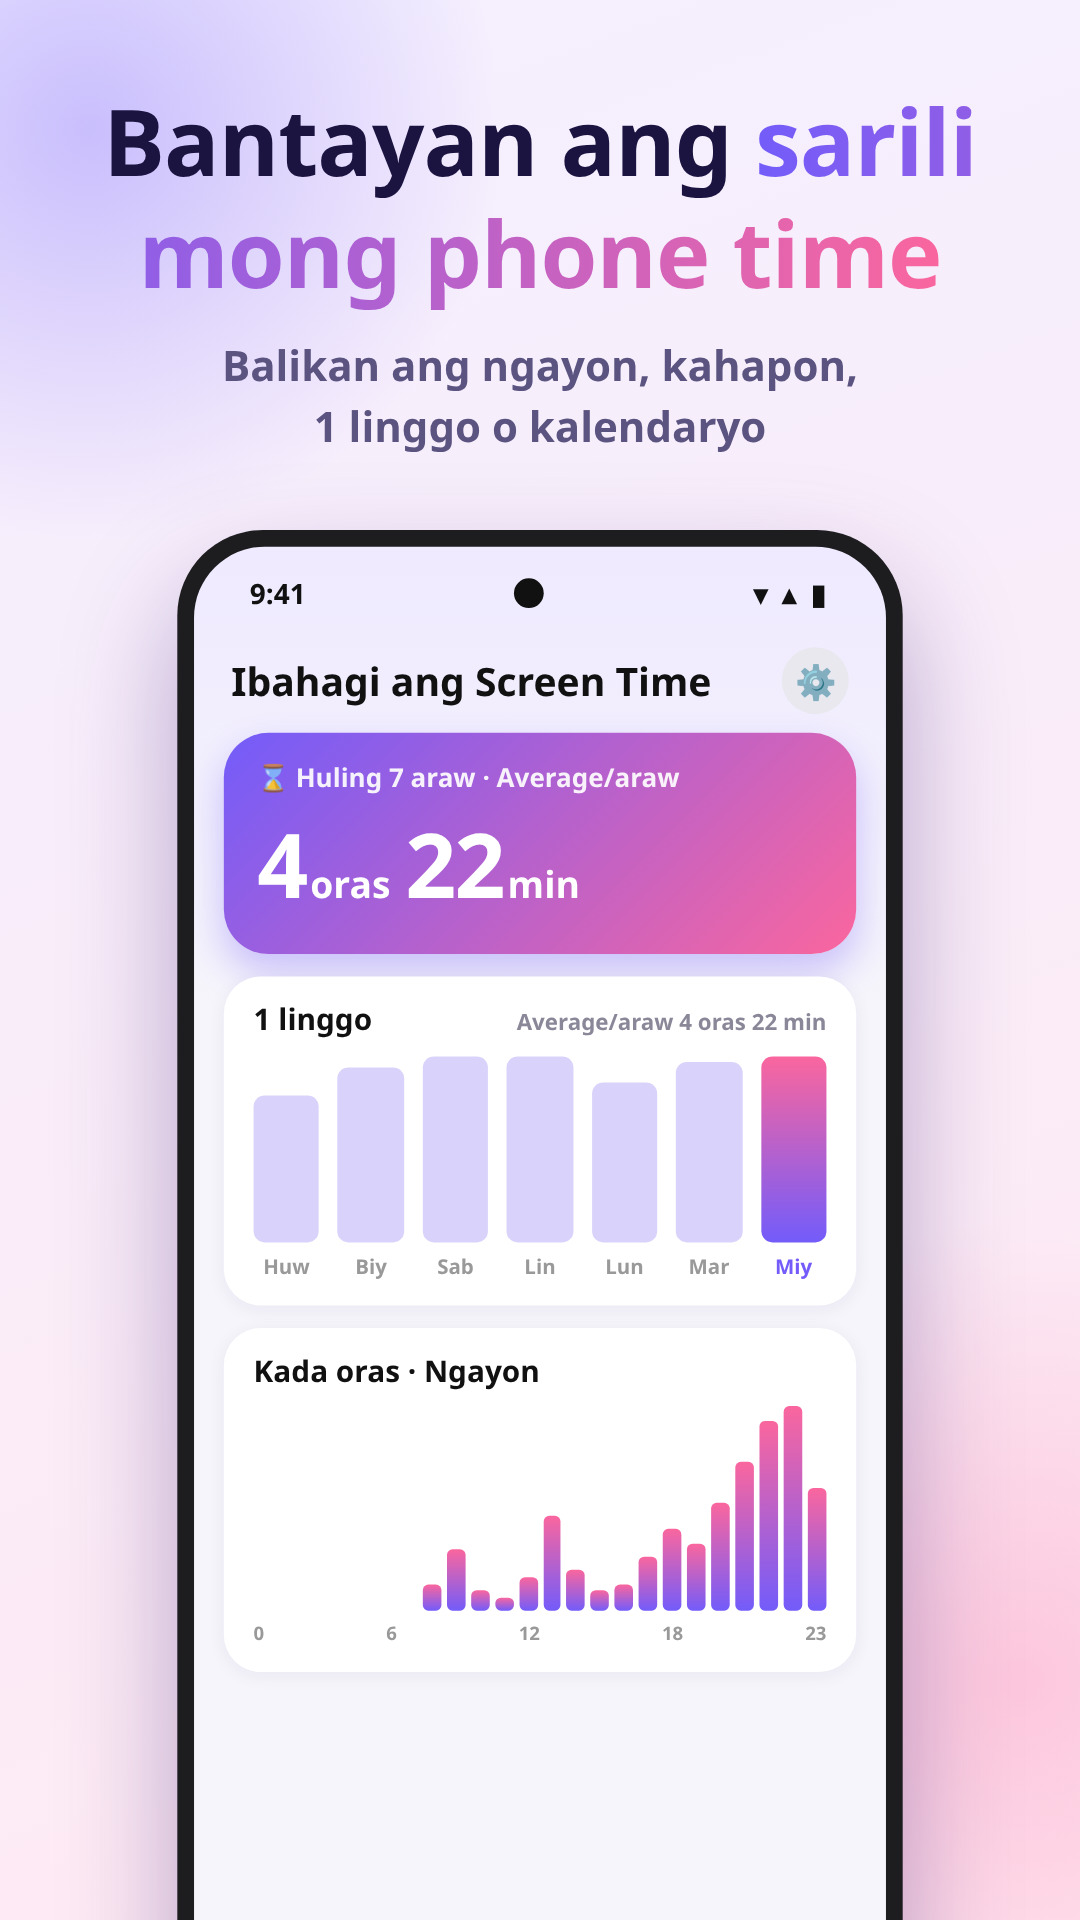 Bantayan ang sarili
mong phone time
Balikan ang ngayon, kahapon,
1 linggo o kalendaryo
9:41
Ibahagi ang Screen Time
⌛ Huling 7 araw · Average/araw
4oras 22min
1 linggo
Average/araw 4 oras 22 min
Huw Biy Sab Lin Lun Mar Miy
Kada oras · Ngayon
0 6 12 18 23